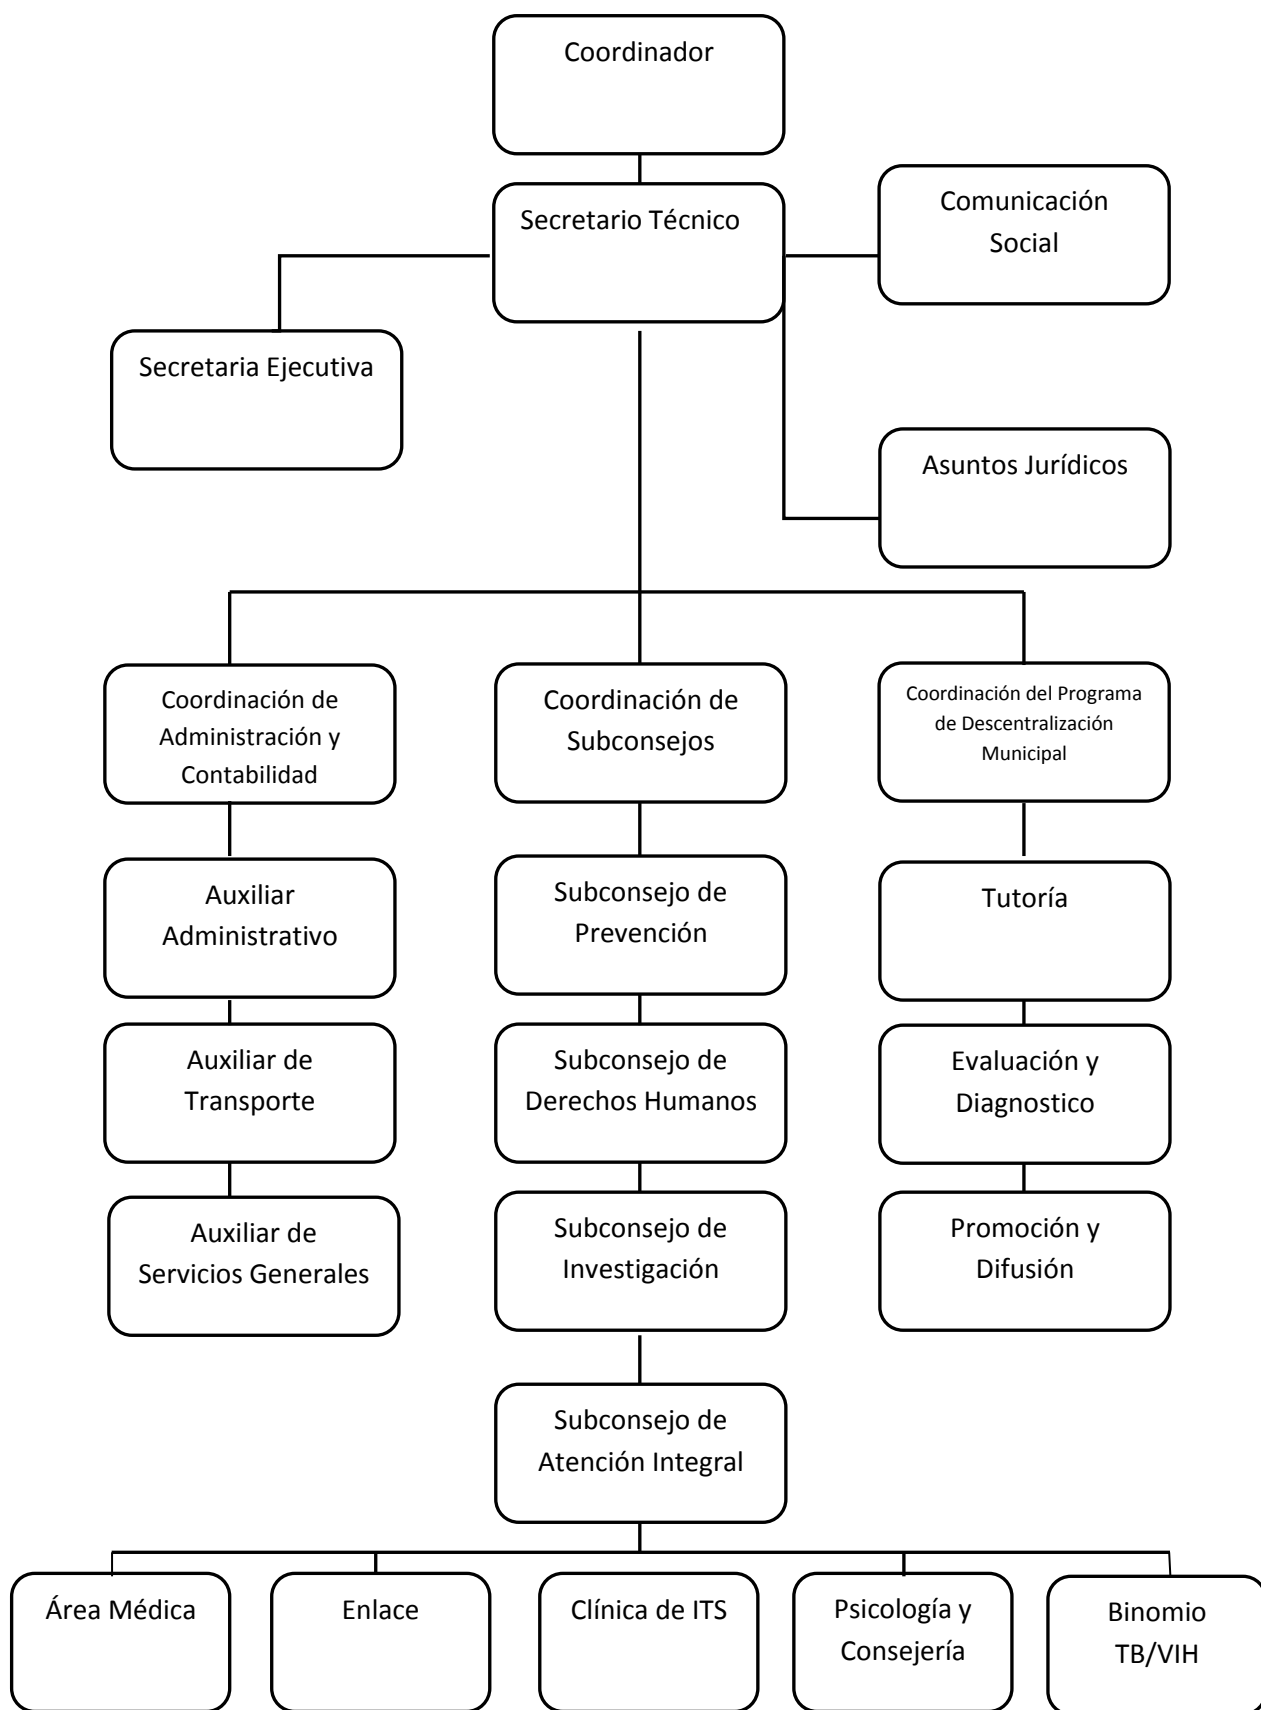 Coordinador
Secretario Técnico
Comunicación
Social
Secretaria Ejecutiva
Asuntos Jurídicos
Coordinación de
Administración y
Contabilidad
Coordinación de
Subconsejos
Coordinación del Programa
de Descentralización
Municipal
Auxiliar
Administrativo
Subconsejo de
Prevención
Tutoría
Auxiliar de
Transporte
Subconsejo de
Derechos Humanos
Evaluación y
Diagnostico
Auxiliar de
Servicios Generales
Subconsejo de
Investigación
Promoción y
Difusión
Subconsejo de
Atención Integral
Área Médica
Enlace
Clínica de ITS
Psicología y
Consejería
Binomio
TB/VIH